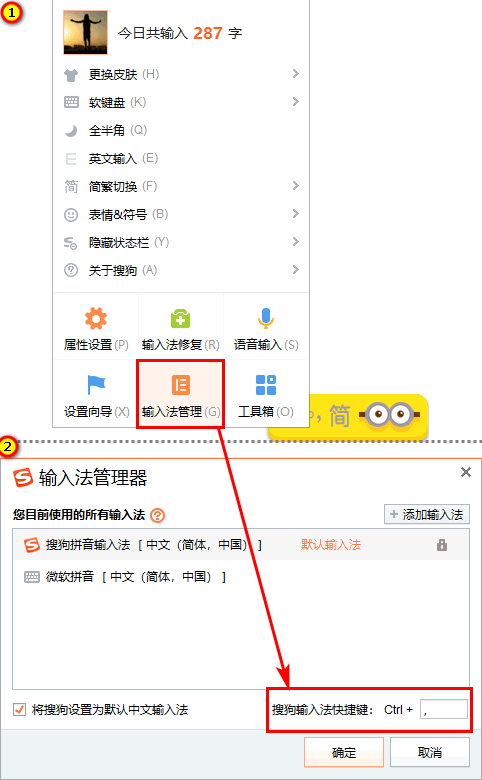 1
今日共输入 287 字
更换皮肤 (H)
软键盘 (K)
全半角 (Q)
英文输入 (E)
简 简繁切换 (F)
表情&符号 (B)
隐藏状态栏 (Y)
关于搜狗 (A)
属性设置 (P) 输入法修复 (R) 语音输入 (S)
设置向导 (X) 输入法管理 (G) 工具箱 (O)
, 简
2
S 输入法管理器
您目前使用的所有输入法 ? + 添加输入法
S 搜狗拼音输入法 [ 中文（简体，中国） ] 默认输入法
微软拼音 [ 中文（简体，中国） ]
将搜狗设置为默认中文输入法 搜狗输入法快捷键： Ctrl + ,
确定 取消